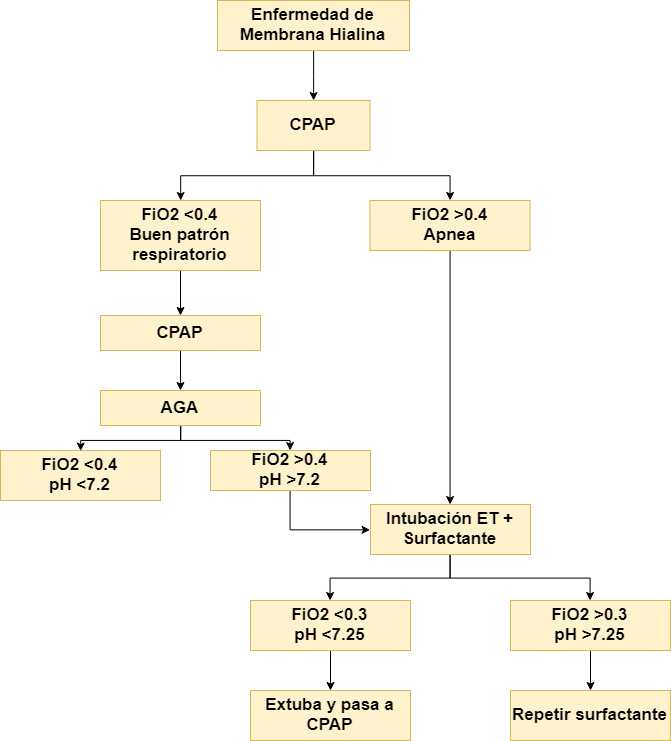 Enfermedad de
Membrana Hialina
CPAP
FiO2 <0.4
Buen patrón
respiratorio
FiO2 >0.4
Apnea
CPAP
AGA
FiO2 <0.4
pH <7.2
FiO2 >0.4
pH >7.2
Intubación ET +
Surfactante
FiO2 <0.3
pH <7.25
FiO2 >0.3
pH >7.25
Extuba y pasa a
CPAP
Repetir surfactante